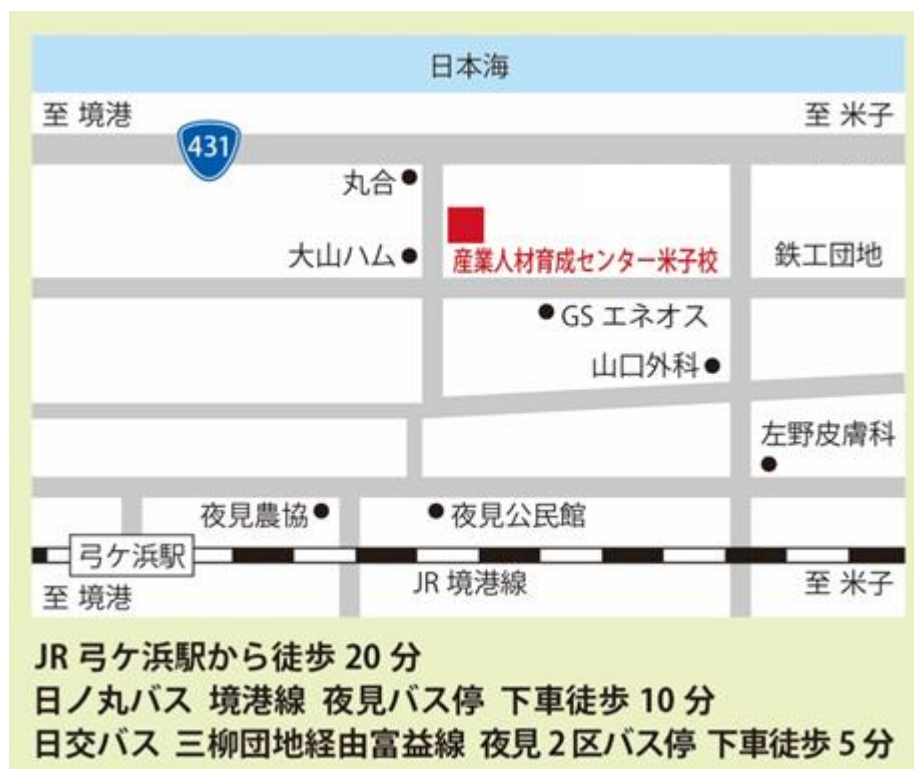 日本海
至 境港
至 米子
431
丸合
大山ハム
産業人材育成センター米子校
鉄工団地
GS エネオス
山口外科
左野皮膚科
夜見農協
夜見公民館
弓ケ浜駅
至 境港
JR 境港線
至 米子
JR 弓ケ浜駅から徒歩 20 分
日ノ丸バス 境港線 夜見バス停 下車徒歩 10 分
日交バス 三柳団地経由富益線 夜見2区バス停 下車徒歩 5 分